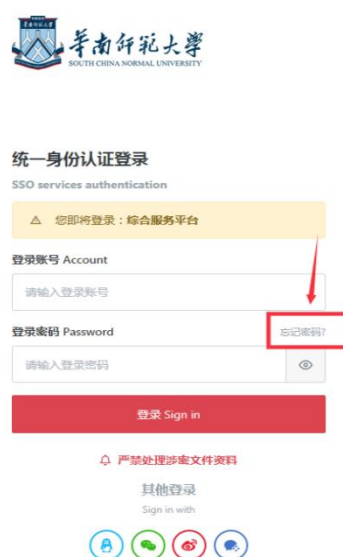 華南師範大學
SOUTH CHINA NORMAL UNIVERSITY
统一身份认证登录
SSO services authentication
您即将登录：综合服务平台
登录账号 Account
请输入登录账号
登录密码 Password 忘记密码?
请输入登录密码
登录 Sign in
严禁处理涉密文件资料
其他登录
Sign in with